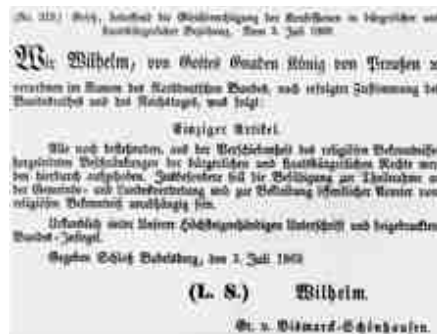 (Nr. 319.) Gesetz, betreffend die Gleichberechtigung der Konfessionen in bürgerlicher und
staatsbürgerlicher Beziehung. Vom 3. Juli 1869.
Wir Wilhelm, von Gottes Gnaden König von Preußen ꝛc.
verordnen im Namen des Norddeutschen Bundes, nach erfolgter Zustimmung des
Bundesrathes und des Reichstages, was folgt:
Einziger Artikel.
Alle noch bestehenden, aus der Verschiedenheit des religiösen Bekenntnisses
hergeleiteten Beschränkungen der bürgerlichen und staatsbürgerlichen Rechte wer-
den hierdurch aufgehoben. Insbesondere soll die Befähigung zur Theilnahme an
der Gemeinde- und Landesvertretung und zur Bekleidung öffentlicher Aemter vom
religiösen Bekenntniß unabhängig sein.
Urkundlich unter Unserer Höchsteigenhändigen Unterschrift und beigedrucktem
Bundes-Insiegel.
Gegeben Schloß Babelsberg, den 3. Juli 1869.
(L. S.) Wilhelm.
Gr. v. Bismarck-Schönhausen.